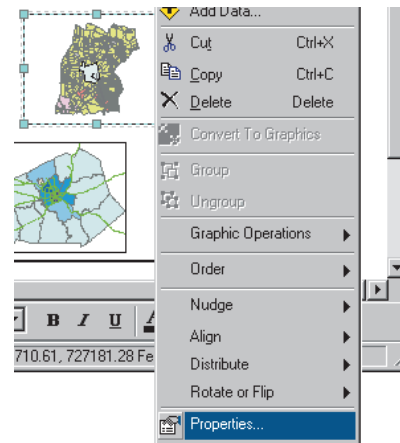 Add Data...
Cut Ctrl+X
Copy Ctrl+C
Delete Delete
Convert To Graphics
Group
Ungroup
Graphic Operations
Order
Nudge
B I U A
Align
710.61, 727181.28 Fe
Distribute
Rotate or Flip
Properties...